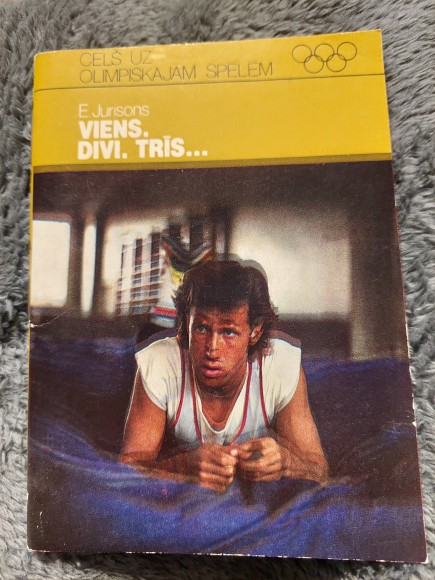 CEĻŠ UZ
OLIMPISKAJĀM SPĒLĒM
E. Jurisons
VIENS.
DIVI. TRĪS...